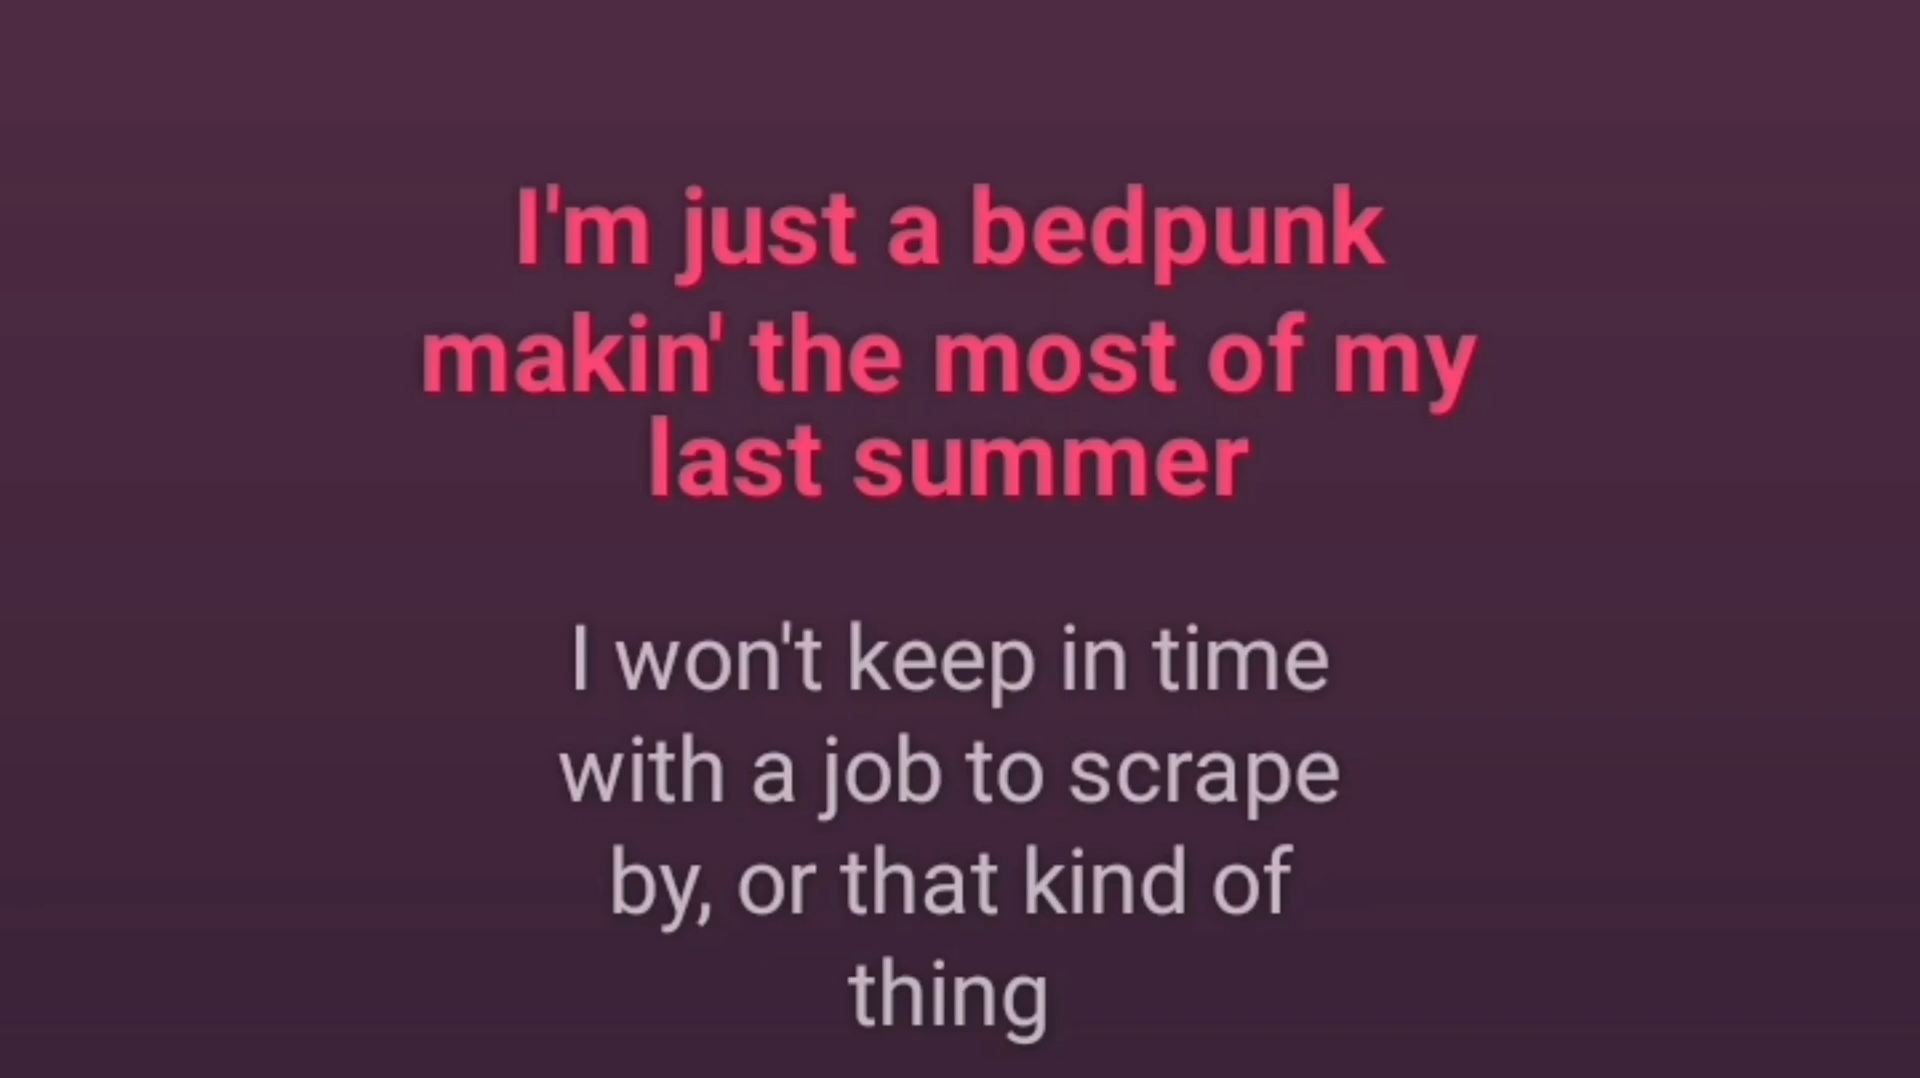 I'm just a bedpunk
makin' the most of my
last summer
I won't keep in time
with a job to scrape
by, or that kind of
thing